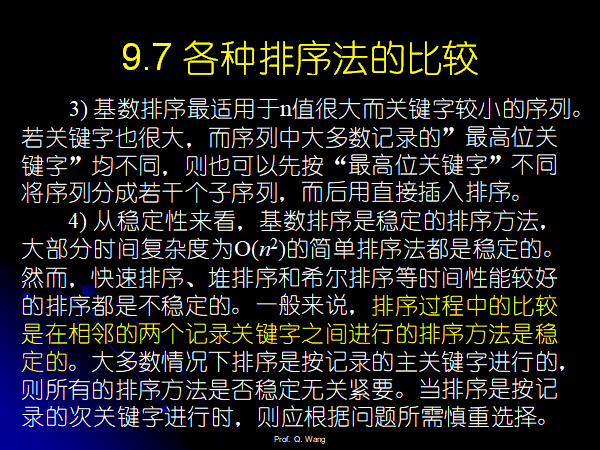 9.7 各种排序法的比较
3) 基数排序最适用于n值很大而关键字较小的序列。
若关键字也很大，而序列中大多数记录的”最高位关
键字”均不同，则也可以先按“最高位关键字”不同
将序列分成若干个子序列，而后用直接插入排序。
4) 从稳定性来看，基数排序是稳定的排序方法，
大部分时间复杂度为O(n²)的简单排序法都是稳定的。
然而，快速排序、堆排序和希尔排序等时间性能较好
的排序都是不稳定的。一般来说，排序过程中的比较
是在相邻的两个记录关键字之间进行的排序方法是稳
定的。大多数情况下排序是按记录的主关键字进行的，
则所有的排序方法是否稳定无关紧要。当排序是按记
录的次关键字进行时，则应根据问题所需慎重选择。
Prof. Q. Wang